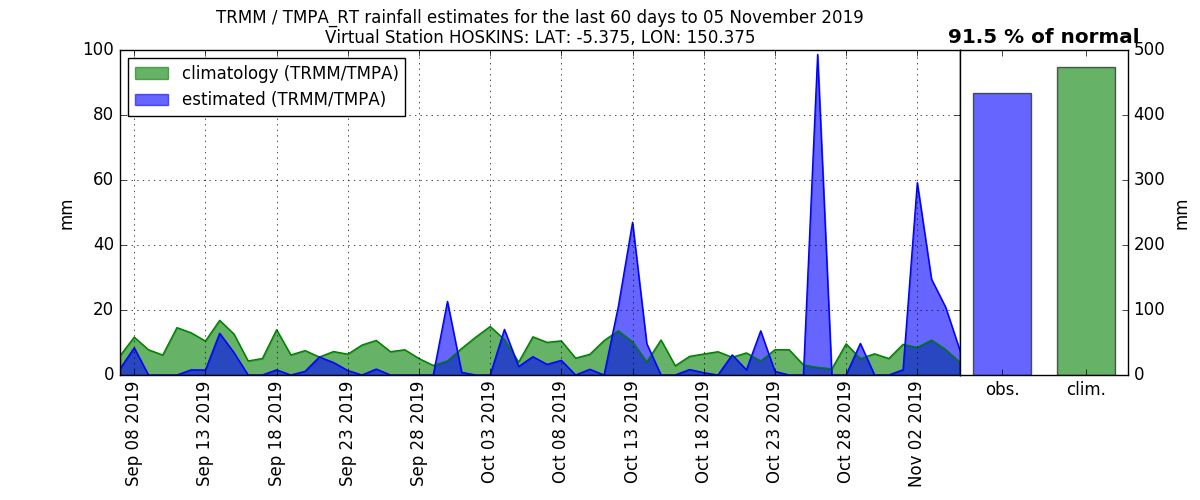 TRMM / TMPA_RT rainfall estimates for the last 60 days to 05 November 2019
Virtual Station HOSKINS: LAT: -5.375, LON: 150.375
91.5 % of normal
climatology (TRMM/TMPA)
estimated (TRMM/TMPA)
100
80
60
40
20
0
mm
500
400
300
200
100
0
mm
Sep 08 2019
Sep 13 2019
Sep 18 2019
Sep 23 2019
Sep 28 2019
Oct 03 2019
Oct 08 2019
Oct 13 2019
Oct 18 2019
Oct 23 2019
Oct 28 2019
Nov 02 2019
obs.
clim.